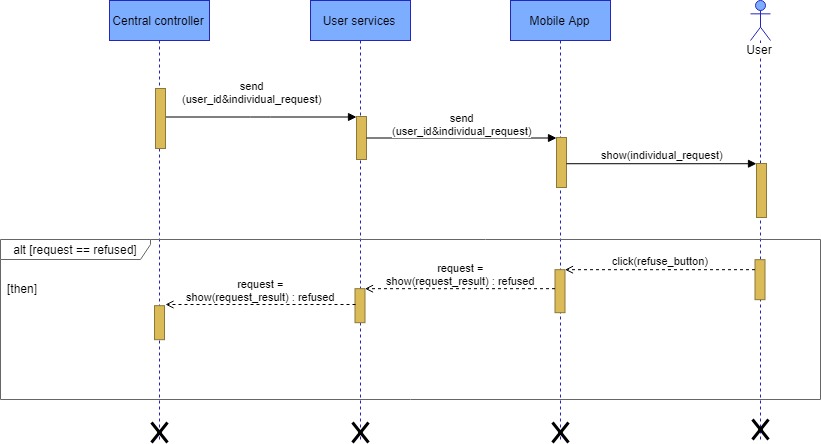 Central controller
User services
Mobile App
User
send
(user_id&individual_request)
send
(user_id&individual_request)
show(individual_request)
alt [request == refused]
click(refuse_button)
request =
show(request_result) : refused
request =
show(request_result) : refused
[then]